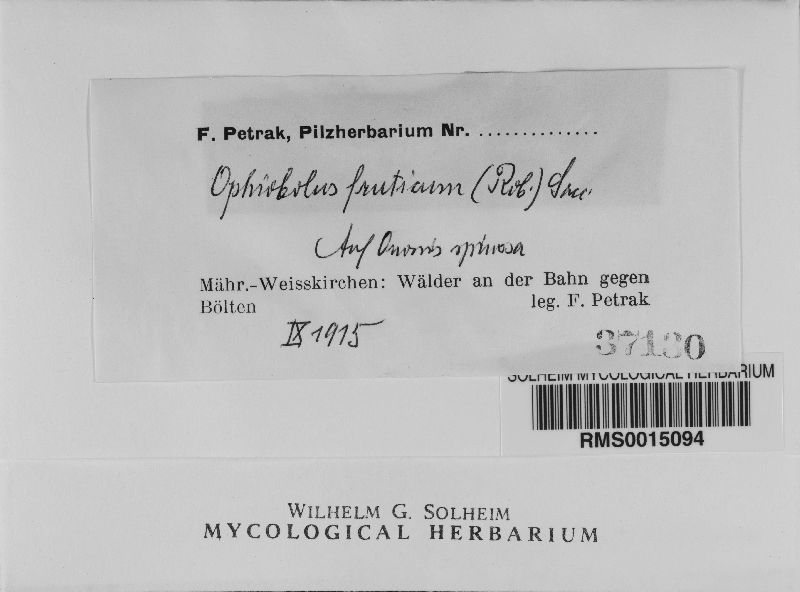 F. Petrak, Pilzherbarium Nr. ..............
Ophiobolus fruticum (Rob.) Sacc.
Auf Ononis spinosa
Mähr.-Weisskirchen: Wälder an der Bahn gegen
Bölten leg. F. Petrak
IX 1915
37130
SOLHEIM MYCOLOGICAL HERBARIUM
RMS0015094
WILHELM G. SOLHEIM
MYCOLOGICAL HERBARIUM